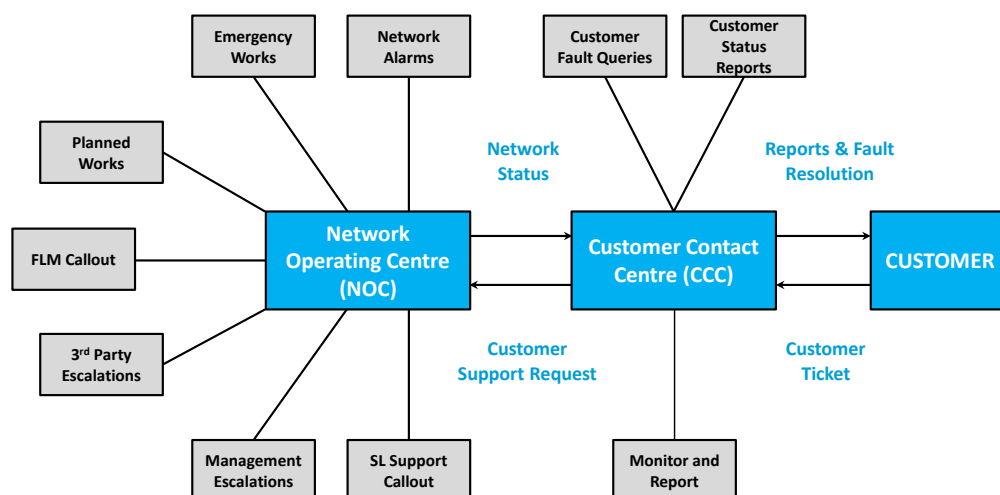 Emergency
Works
Network
Alarms
Customer
Fault Queries
Customer
Status
Reports
Planned
Works
Network
Status
Reports & Fault
Resolution
FLM Callout
Network
Operating Centre
(NOC)
Customer Contact
Centre (CCC)
CUSTOMER
3rd Party
Escalations
Customer
Support Request
Customer
Ticket
Management
Escalations
SL Support
Callout
Monitor and
Report